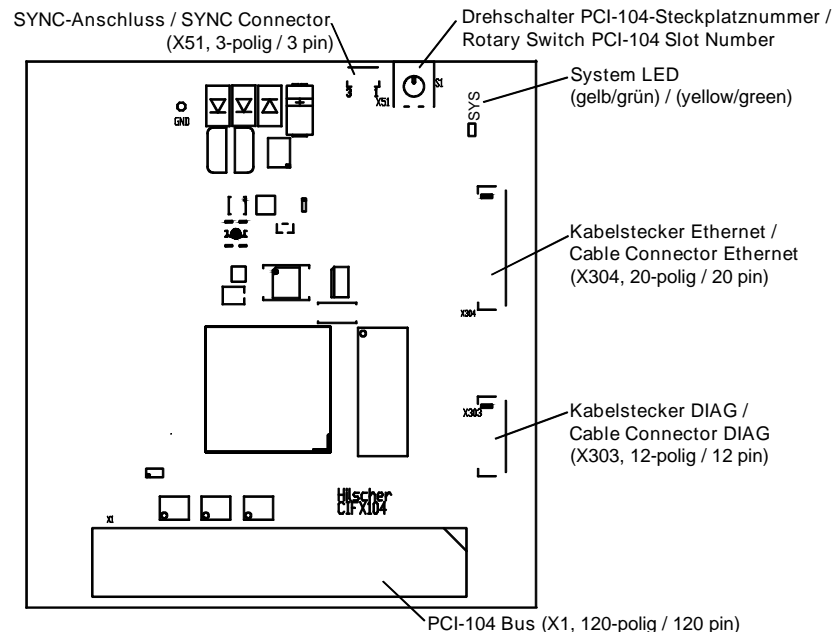 SYNC-Anschluss / SYNC Connector
(X51, 3-polig / 3 pin)
Drehschalter PCI-104-Steckplatznummer /
Rotary Switch PCI-104 Slot Number
System LED
(gelb/grün) / (yellow/green)
SYS
S1
X51
3
1
GND
Kabelstecker Ethernet /
Cable Connector Ethernet
(X304, 20-polig / 20 pin)
X304
Kabelstecker DIAG /
Cable Connector DIAG
(X303, 12-polig / 12 pin)
X303
Hilscher
CIFX104
X1
PCI-104 Bus (X1, 120-polig / 120 pin)